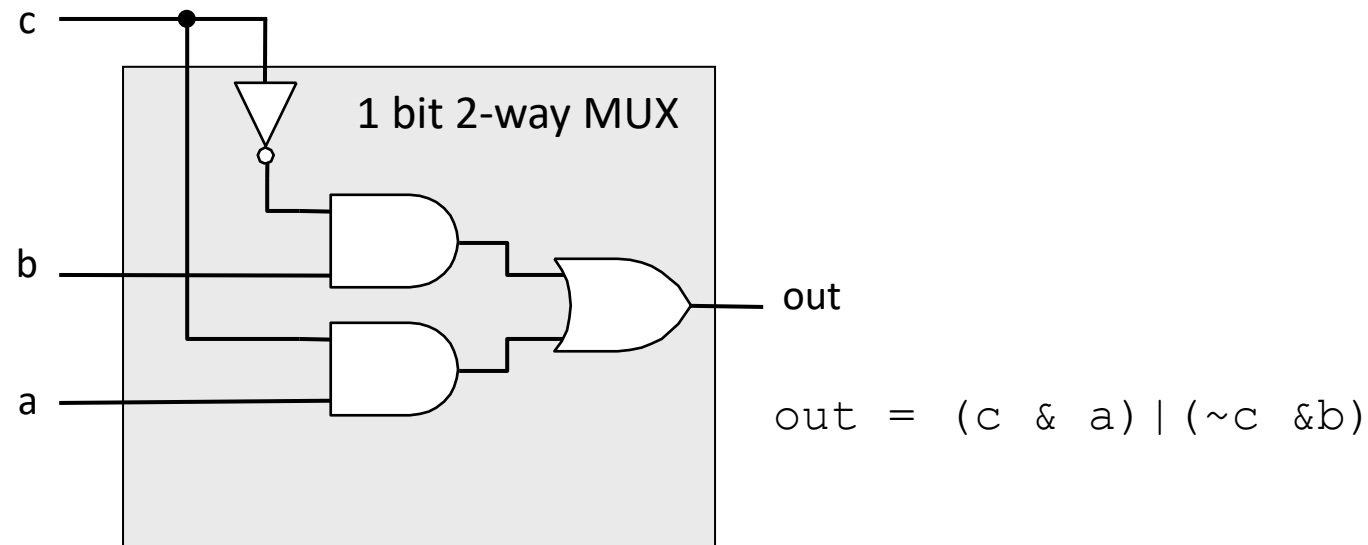 c
1 bit 2-way MUX
b
out
a
out = (c & a)|(~c &b)